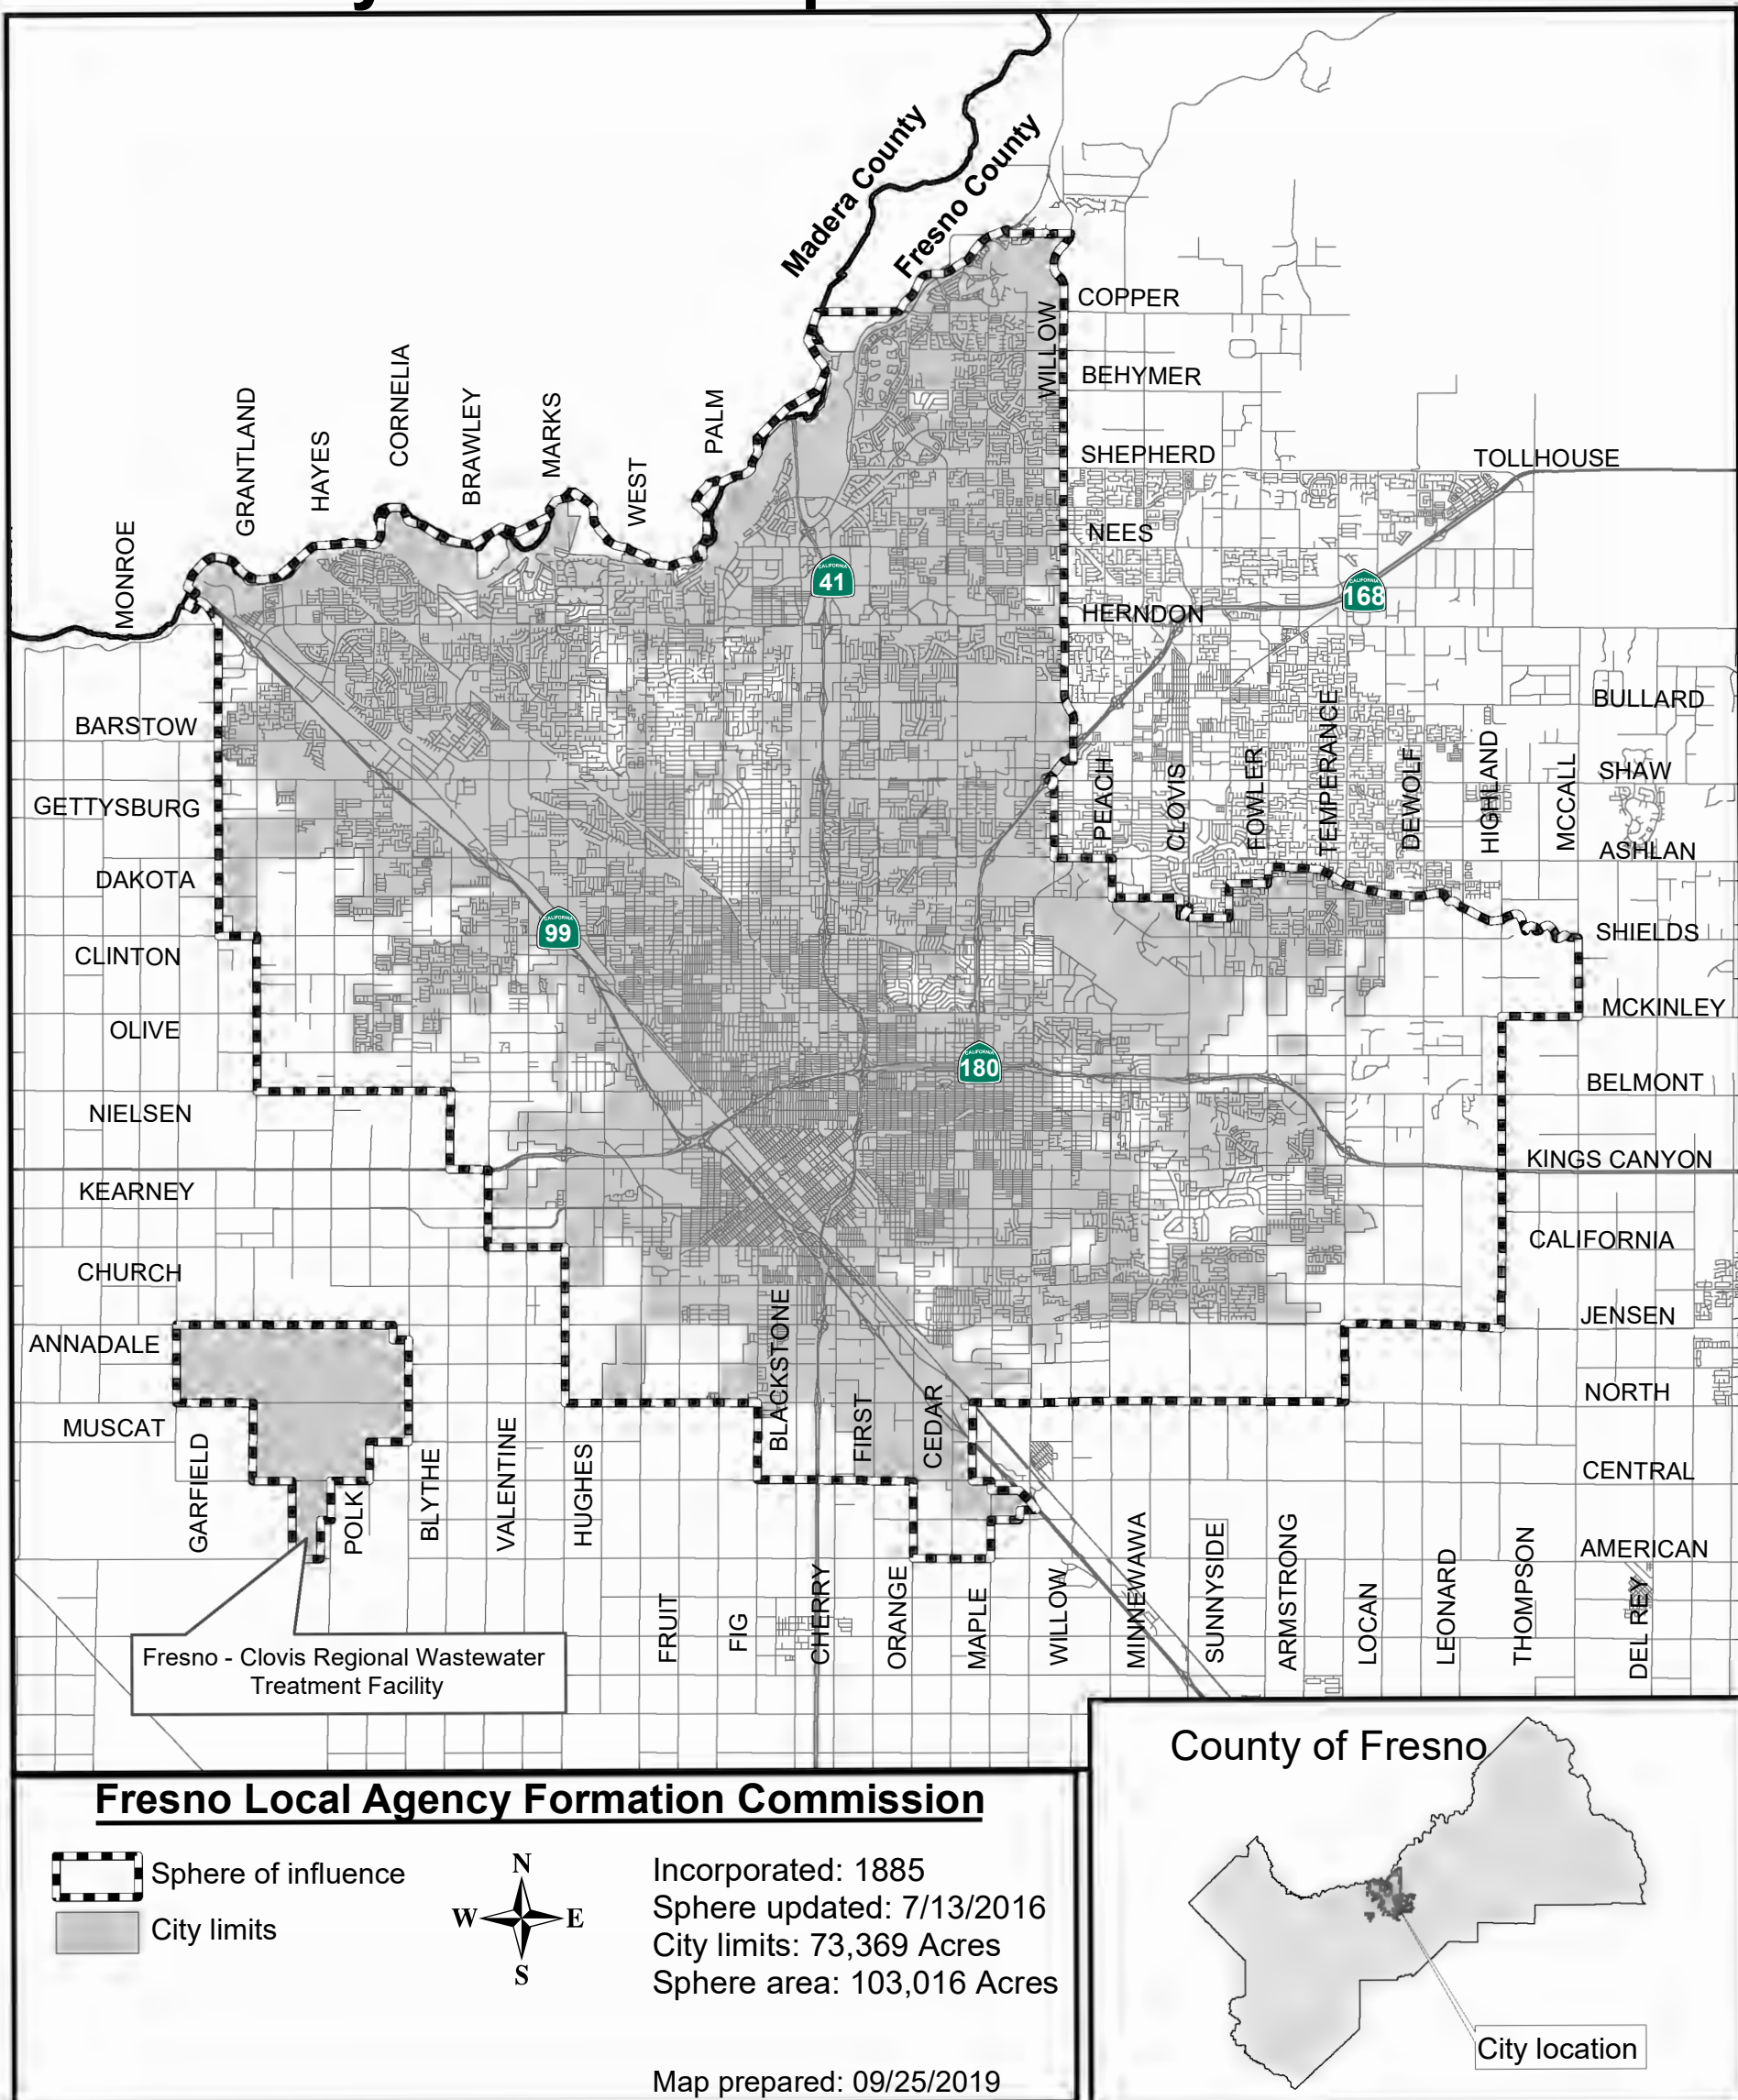 Madera County
Fresno County
COPPER
WILLOW
BEHYMER
GRANTLAND
HAYES
CORNELIA
BRAWLEY
MARKS
WEST
PALM
SHEPHERD
TOLLHOUSE
MONROE
NEES
CALIFORNIA
41
CALIFORNIA
168
HERNDON
BULLARD
BARSTOW
PEACH
CLOVIS
FOWLER
TEMPERANCE
DEWOLF
HIGHLAND
MCCALL
SHAW
GETTYSBURG
ASHLAN
DAKOTA
CALIFORNIA
99
SHIELDS
CLINTON
MCKINLEY
OLIVE
CALIFORNIA
180
BELMONT
NIELSEN
KINGS CANYON
KEARNEY
CALIFORNIA
CHURCH
JENSEN
ANNADALE
BLACKSTONE
FIRST
CEDAR
NORTH
MUSCAT
CENTRAL
GARFIELD
POLK
BLYTHE
VALENTINE
HUGHES
AMERICAN
FRUIT
FIG
CHERRY
ORANGE
MAPLE
WILLOW
MINNEWAWA
SUNNYSIDE
ARMSTRONG
LOCAN
LEONARD
THOMPSON
DEL REY
Fresno - Clovis Regional Wastewater
Treatment Facility
Fresno Local Agency Formation Commission
Sphere of influence
City limits
N
W
E
S
Incorporated: 1885
Sphere updated: 7/13/2016
City limits: 73,369 Acres
Sphere area: 103,016 Acres
Map prepared: 09/25/2019
County of Fresno
City location